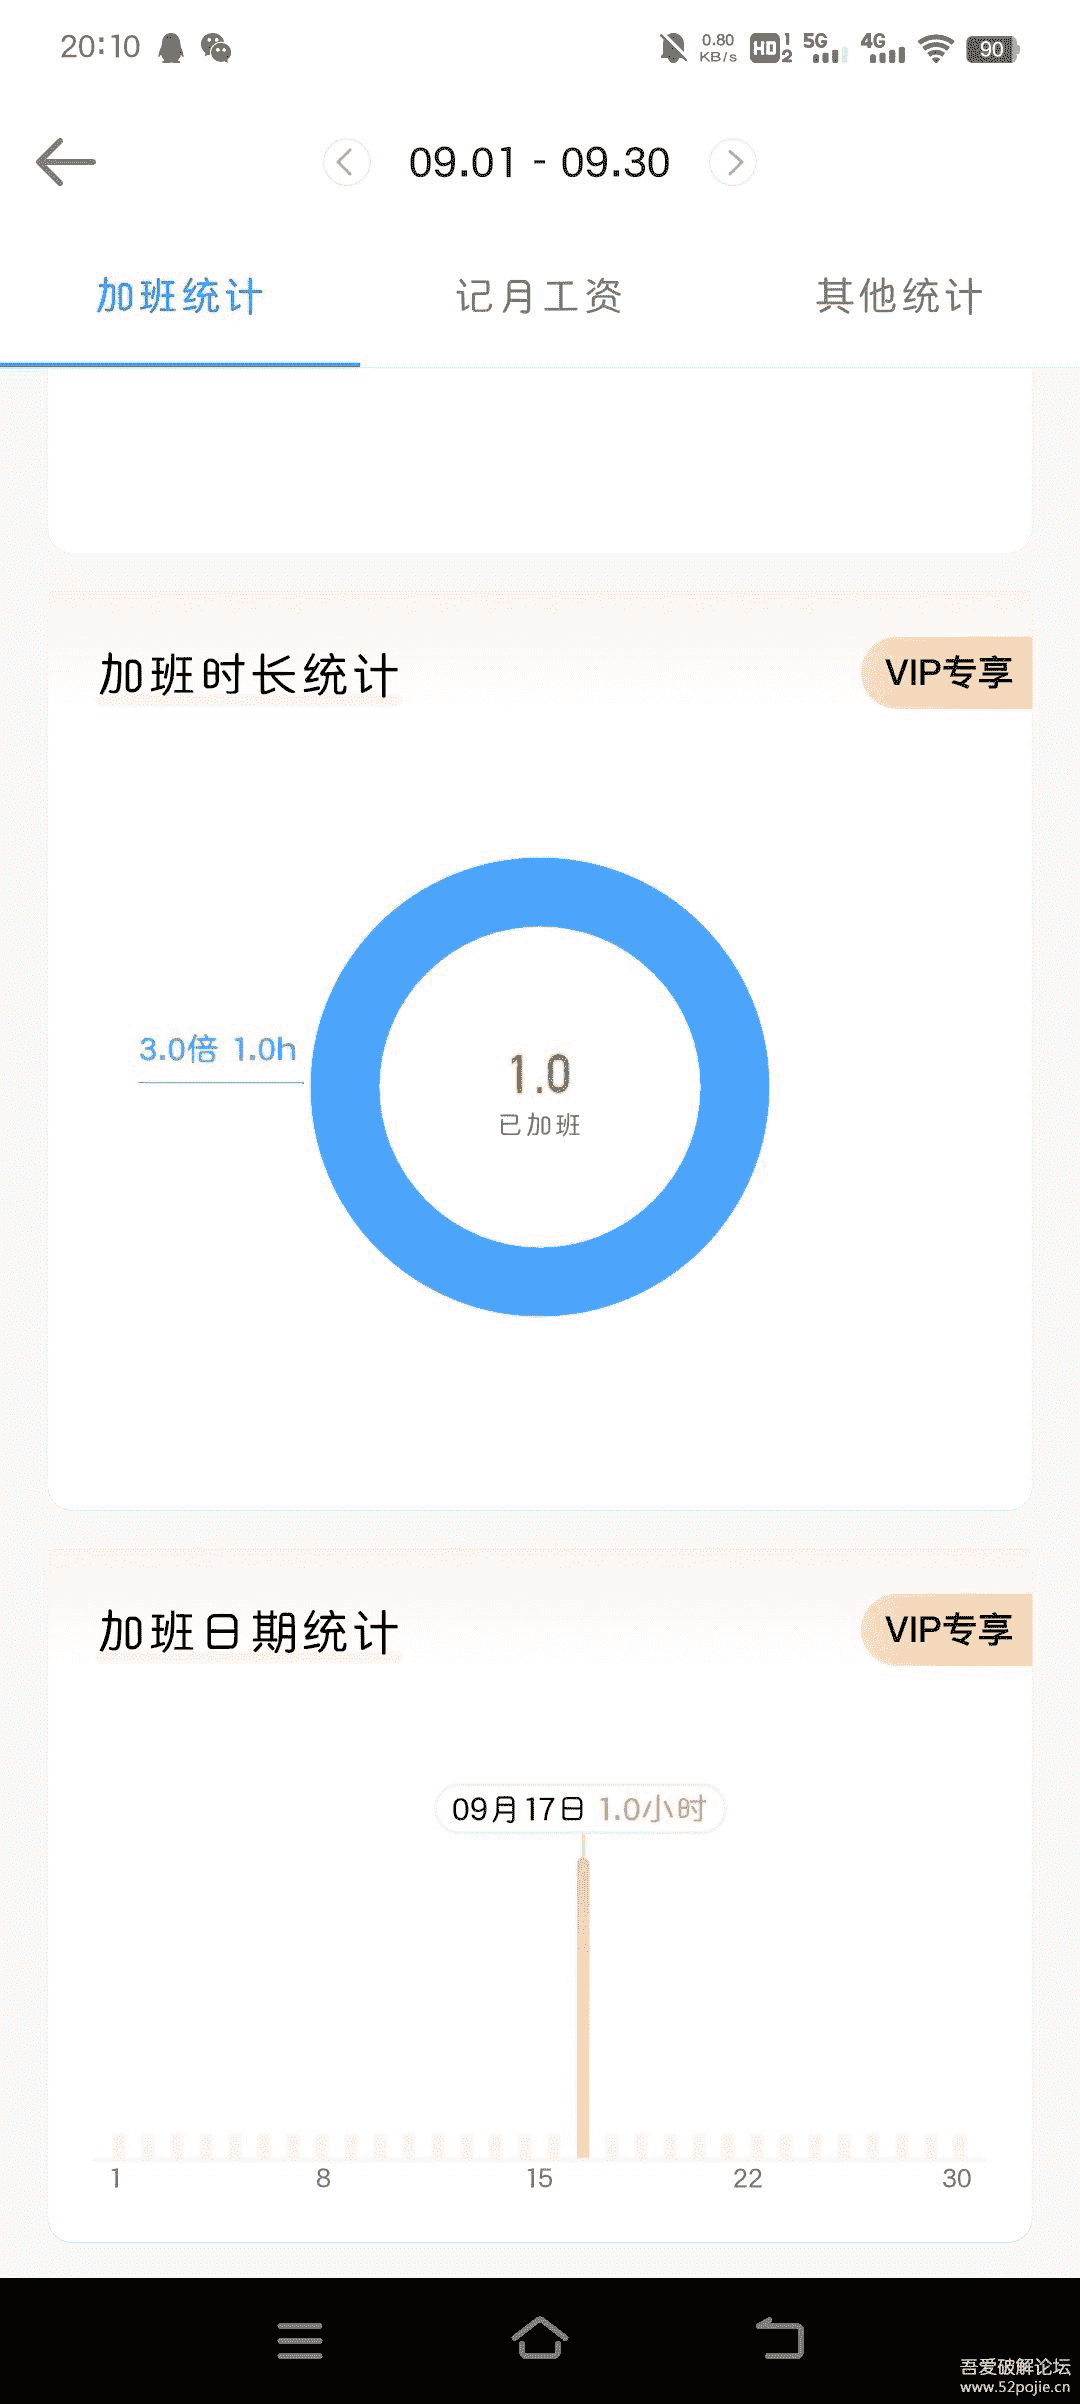 20:10 0.80 KB/s HD 1 2 5G 4G 90
09.01 - 09.30
加班统计 记月工资 其他统计
加班时长统计 VIP专享
3.0倍 1.0h
1.0
已加班
加班日期统计 VIP专享
09月17日 1.0小时
1 8 15 22 30
吾爱破解论坛
www.52pojie.cn